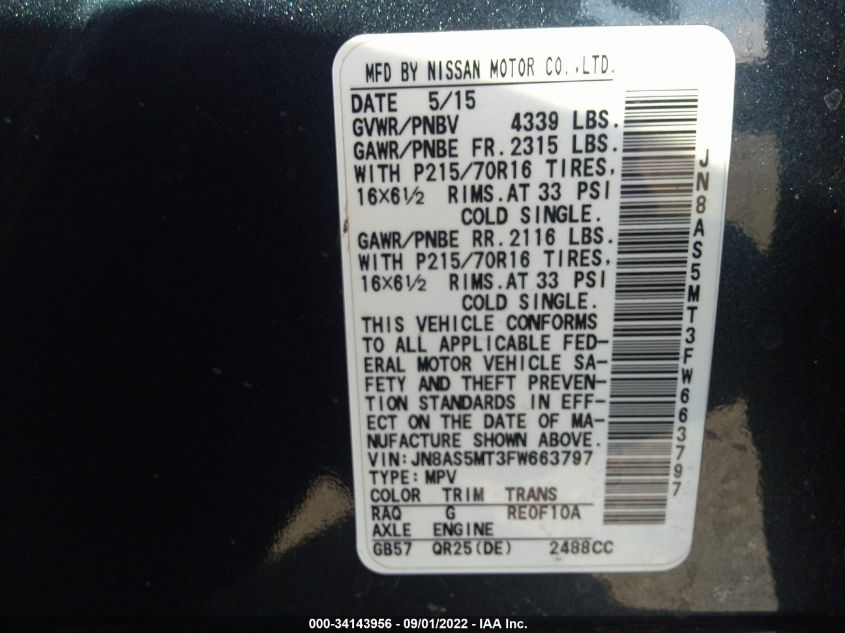 MFD BY NISSAN MOTOR CO.,LTD.
DATE 5/15
GVWR/PNBV 4339 LBS.
GAWR/PNBE FR. 2315 LBS.
WITH P215/70R16 TIRES,
16X6½ RIMS. AT 33 PSI
COLD SINGLE.
GAWR/PNBE RR. 2116 LBS.
WITH P215/70R16 TIRES,
16X6½ RIMS. AT 33 PSI
COLD SINGLE.
THIS VEHICLE CONFORMS
TO ALL APPLICABLE FED-
ERAL MOTOR VEHICLE SA-
FETY AND THEFT PREVEN-
TION STANDARDS IN EFF-
ECT ON THE DATE OF MA-
NUFACTURE SHOWN ABOVE.
VIN: JN8AS5MT3FW663797
TYPE: MPV
COLOR TRIM TRANS
RAQ G RE0F10A
AXLE ENGINE
GB57 QR25(DE) 2488CC
JN8AS5MT3FW663797
000-34143956 - 09/01/2022 - IAA Inc.